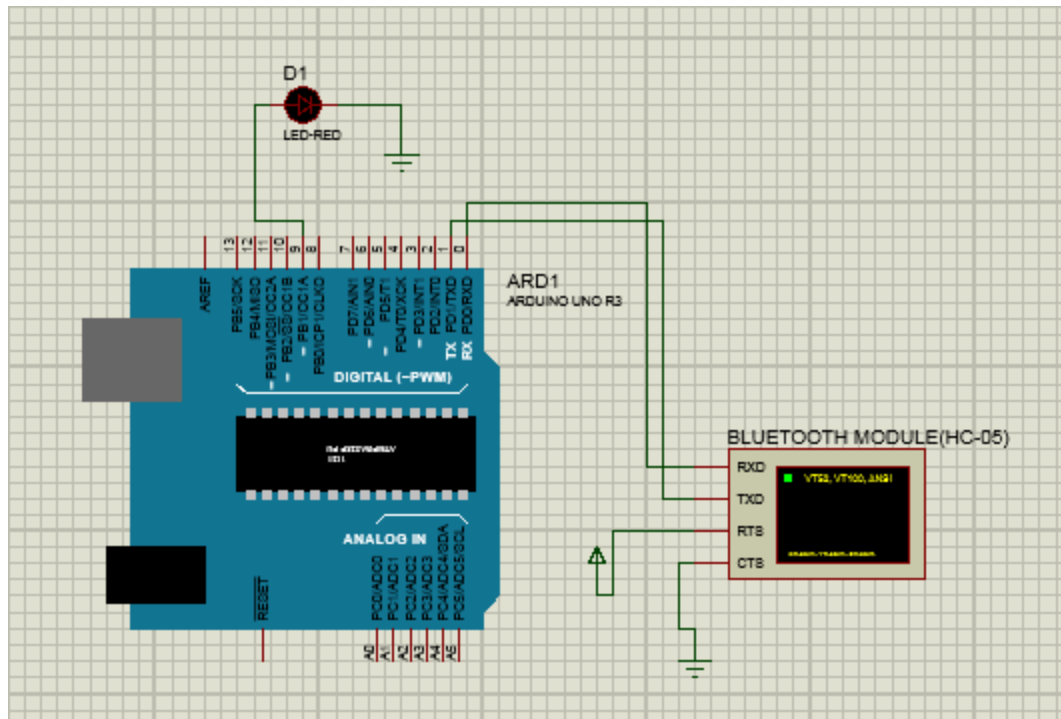 D1
LED-RED
13
12
11
10
9
8
7
6
5
4
3
2
1
0
AREF
PB5/SCK
PB4/MISO
~PB3/MOSI/OC2A
~PB2/SS/OC1B
~PB1/OC1A
PB0/ICP1/CLKO
PD7/AIN1
~PD6/AIN0
~PD5/T1
PD4/T0/XCK
~PD3/INT1
PD2/INT0
PD1/TXD
PD0/RXD
TX
RX
ARD1
ARDUINO UNO R3
DIGITAL (~PWM)
BLUETOOTH MODULE(HC-05)
RXD
TXD
RTS
CTS
VT52, VT100, ANSI
ANALOG IN
RESET
PC0/ADC0
PC1/ADC1
PC2/ADC2
PC3/ADC3
PC4/ADC4/SDA
PC5/ADC5/SCL
A0
A1
A2
A3
A4
A5